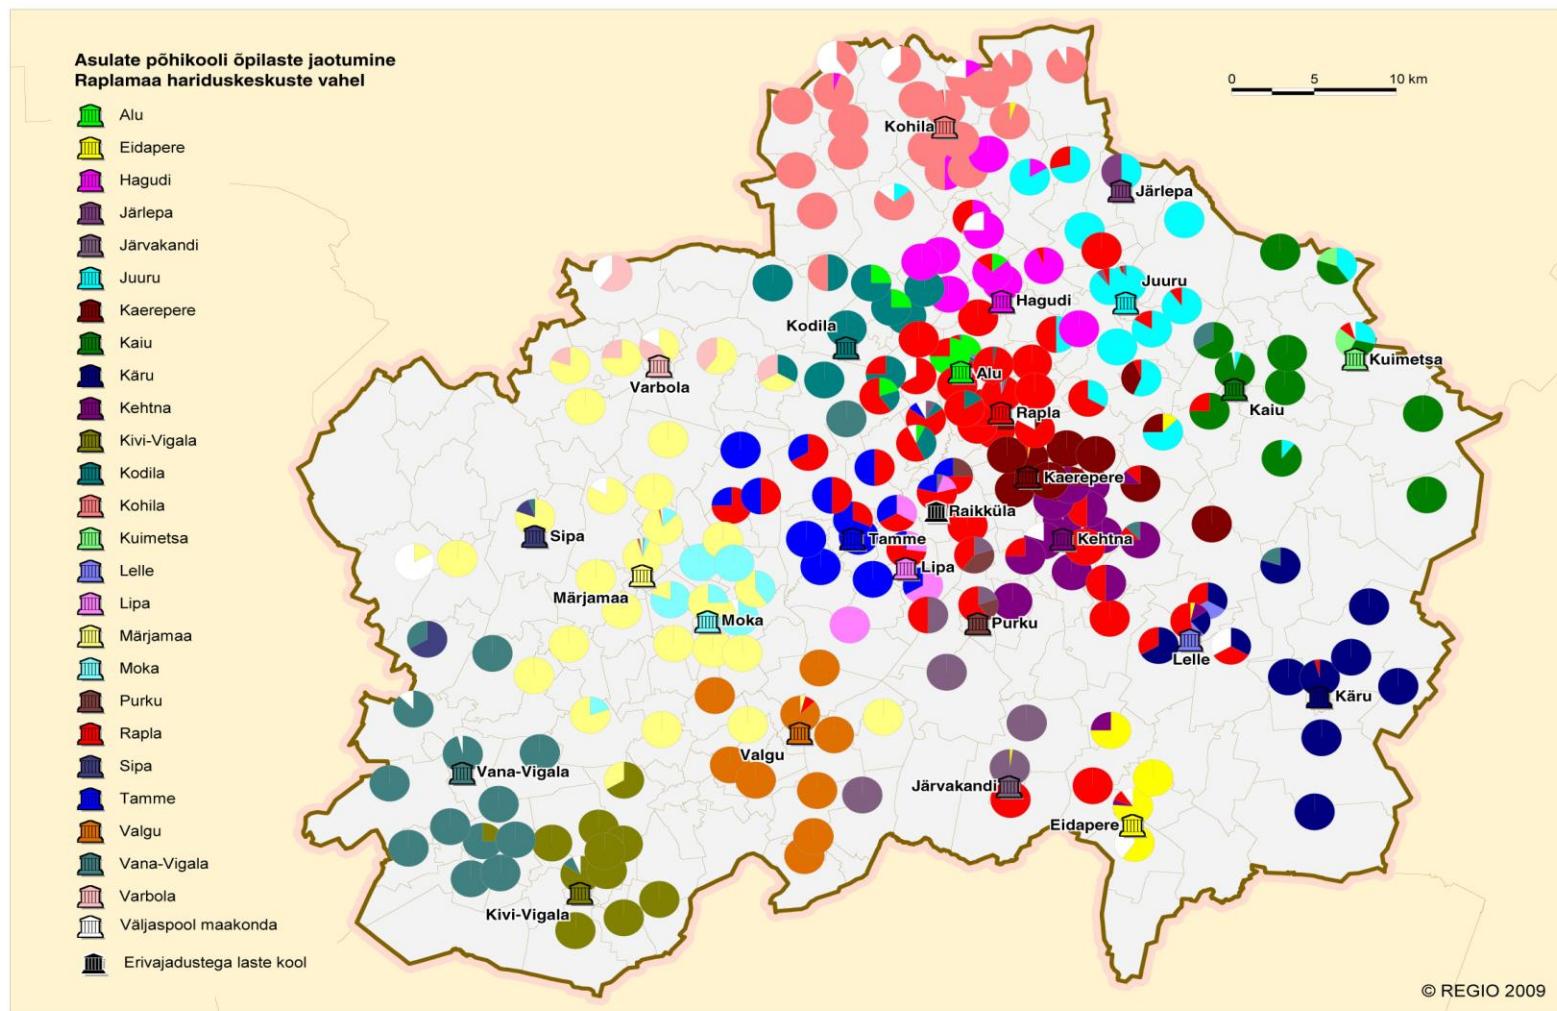 Asulate põhikooli õpilaste jaotumine
Raplamaa hariduskeskuste vahel
Alu
Eidapere
Hagudi
Järlepa
Järvakandi
Juuru
Kaerepere
Kaiu
Käru
Kehtna
Kivi-Vigala
Kodila
Kohila
Kuimetsa
Lelle
Lipa
Märjamaa
Moka
Purku
Rapla
Sipa
Tamme
Valgu
Vana-Vigala
Varbola
Väljaspool maakonda
Erivajadustega laste kool
0 5 10 km
Kohila
Järlepa
Juuru
Hagudi
Kodila
Kuimetsa
Varbola
Alu
Kaiu
Rapla
Kaerepere
Raikküla
Sipa
Tamme
Kehtna
Lipa
Märjamaa
Moka
Purku
Lelle
Käru
Valgu
Vana-Vigala
Järvakandi
Eidapere
Kivi-Vigala
© REGIO 2009